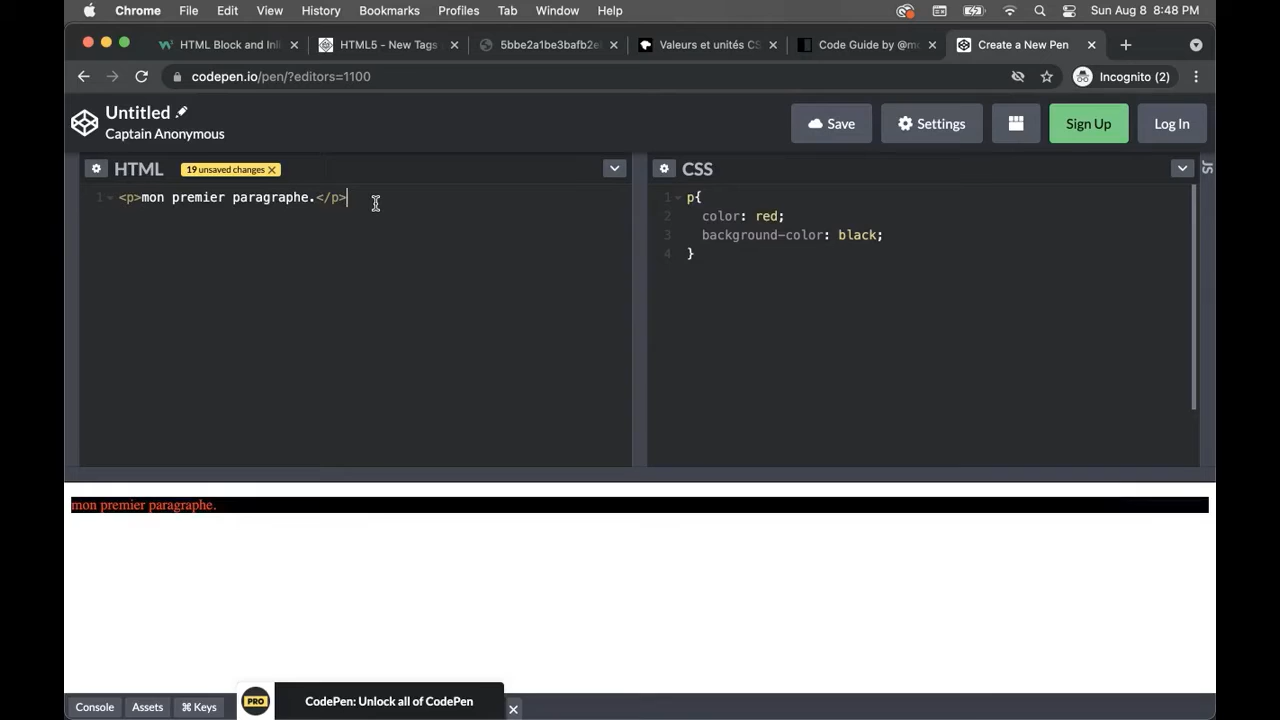 Chrome File Edit View History Bookmarks Profiles Tab Window Help Sun Aug 8 8:48 PM
HTML Block and Inli HTML5 - New Tags 5bbe2a1be3bafb2e Valeurs et unités CS Code Guide by @m Create a New Pen
codepen.io/pen/?editors=1100 Incognito (2)
Untitled
Captain Anonymous
Save Settings Sign Up Log In
HTML 19 unsaved changes CSS JS
1 <p>mon premier paragraphe.</p>
1 p{
2 color: red;
3 background-color: black;
4 }
mon premier paragraphe.
Console Assets ⌘ Keys PRO CodePen: Unlock all of CodePen